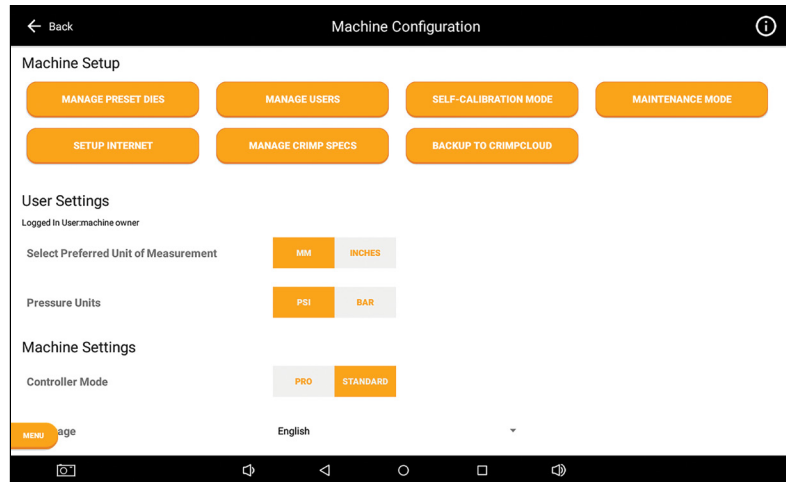 Back
Machine Configuration
Machine Setup
MANAGE PRESET DIES
MANAGE USERS
SELF-CALIBRATION MODE
MAINTENANCE MODE
SETUP INTERNET
MANAGE CRIMP SPECS
BACKUP TO CRIMPCLOUD
User Settings
Logged In User:machine owner
Select Preferred Unit of Measurement
MM
INCHES
Pressure Units
PSI
BAR
Machine Settings
Controller Mode
PRO
STANDARD
MENU
age
English